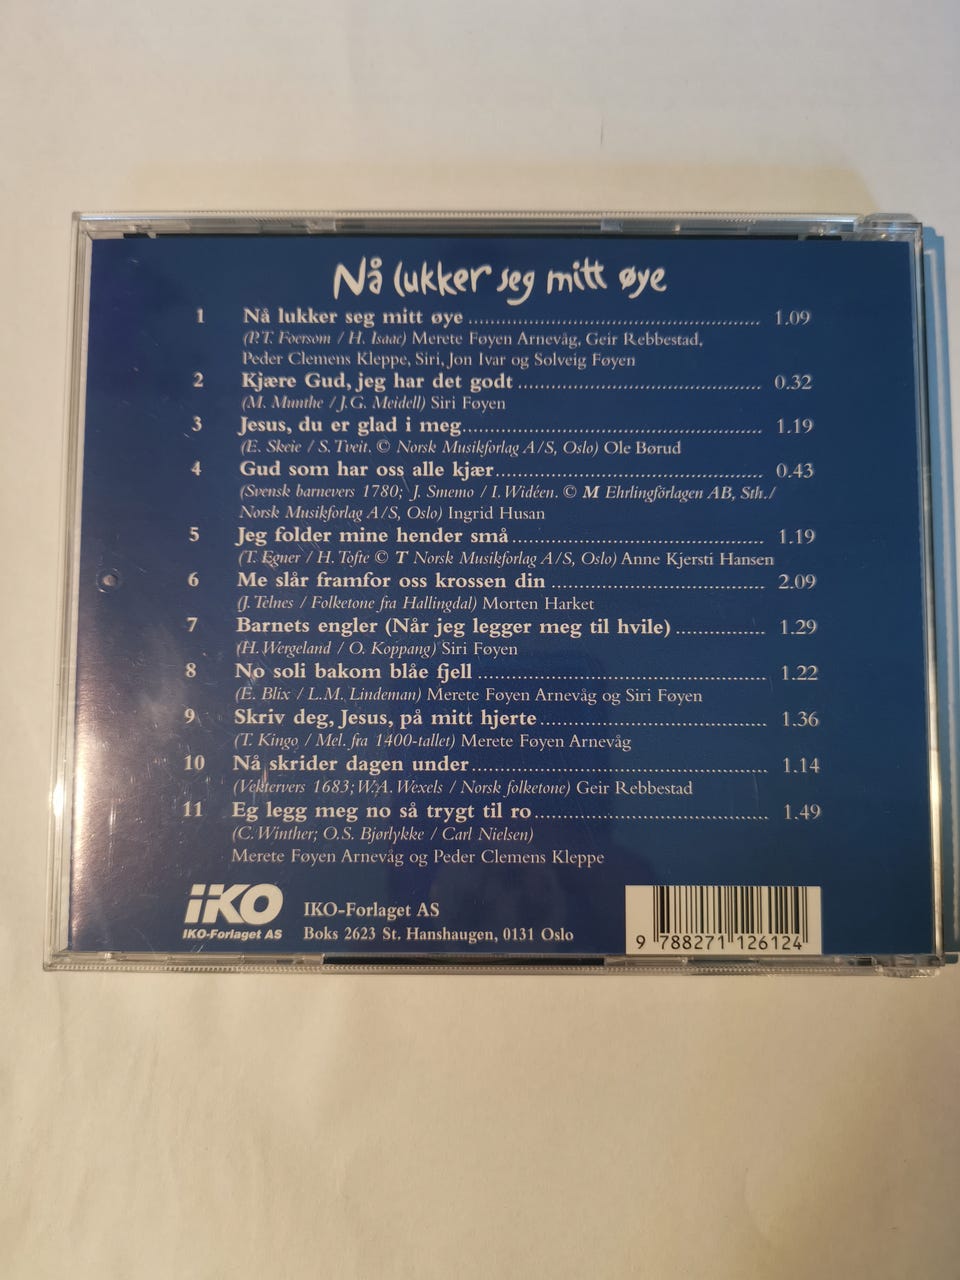 Nå lukker seg mitt øye
1 Nå lukker seg mitt øye ........................................................ 1.09
(P.T. Foersom / H. Isaac) Merete Føyen Arnevåg, Geir Rebbestad,
Peder Clemens Kleppe, Siri, Jon Ivar og Solveig Føyen
2 Kjære Gud, jeg har det godt ............................................... 0.32
(M. Munthe / J.G. Meidell) Siri Føyen
3 Jesus, du er glad i meg......................................................... 1.19
(E. Skeie / S. Tveit. © Norsk Musikforlag A/S, Oslo) Ole Børud
4 Gud som har oss alle kjær................................................... 0.43
(Svensk barnevers 1780; J. Smemo / I. Widéen. © M Ehrlingförlagen AB, Sth./
Norsk Musikforlag A/S, Oslo) Ingrid Husan
5 Jeg folder mine hender små................................................ 1.19
(T. Egner / H. Tofte © T Norsk Musikforlag A/S, Oslo) Anne Kjersti Hansen
6 Me slår framfor oss krossen din ......................................... 2.09
(J. Telnes / Folketone fra Hallingdal) Morten Harket
7 Barnets engler (Når jeg legger meg til hvile) ................. 1.29
(H. Wergeland / O. Koppang) Siri Føyen
8 No soli bakom blåe fjell ...................................................... 1.22
(E. Blix / L.M. Lindeman) Merete Føyen Arnevåg og Siri Føyen
9 Skriv deg, Jesus, på mitt hjerte........................................... 1.36
(T. Kingo / Mel. fra 1400-tallet) Merete Føyen Arnevåg
10 Nå skrider dagen under....................................................... 1.14
(Vektervers 1683; W.A. Wexels / Norsk folketone) Geir Rebbestad
11 Eg legg meg no så trygt til ro............................................ 1.49
(C. Winther; O.S. Bjørlykke / Carl Nielsen)
Merete Føyen Arnevåg og Peder Clemens Kleppe
IKO
IKO-Forlaget AS
IKO-Forlaget AS
Boks 2623 St. Hanshaugen, 0131 Oslo
9 788271 126124